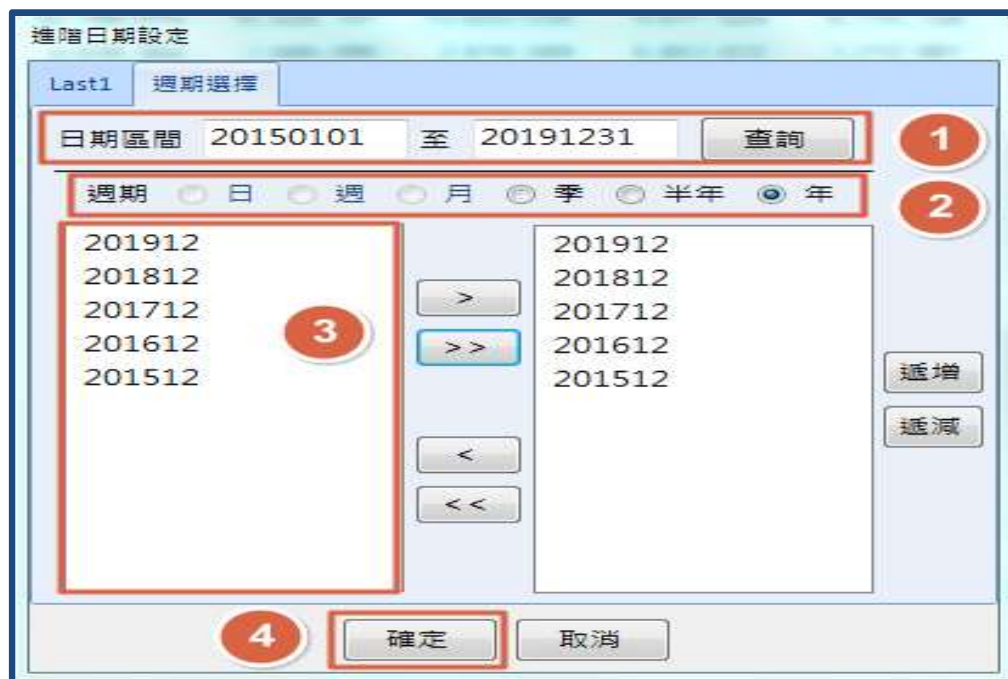 進階日期設定
Last1 週期選擇
日期區間 20150101 至 20191231 查詢 1
週期 日 週 月 季 半年 年 2
201912 201912
201812 > 201812
201712 3 201712
201612 >> 201612
201512 201512 遞增
遞減
<
<<
4 確定 取消